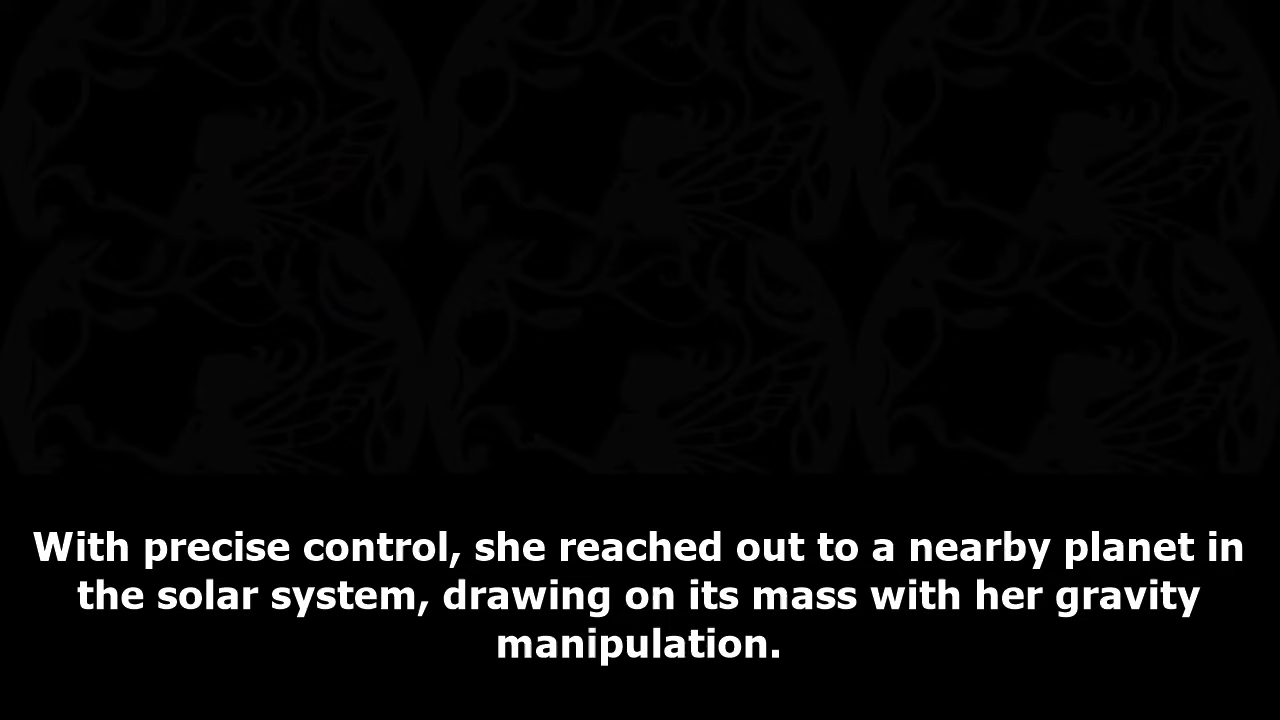 With precise control, she reached out to a nearby planet in
the solar system, drawing on its mass with her gravity
manipulation.